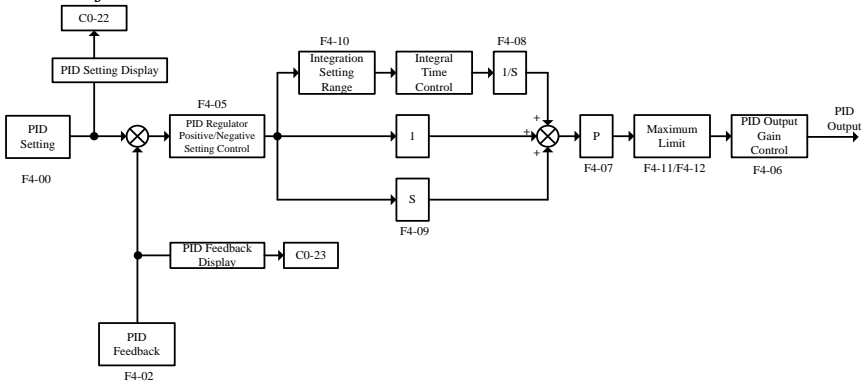 C0-22
PID Setting Display
F4-10
F4-08
Integration
Setting
Range
Integral
Time
Control
1/S
F4-05
PID
Setting
PID Regulator
Positive/Negative
Setting Control
1
+
+
+
P
Maximum
Limit
PID Output
Gain
Control
PID
Output
F4-00
F4-07
F4-11/F4-12
F4-06
S
F4-09
PID Feedback
Display
C0-23
PID
Feedback
F4-02